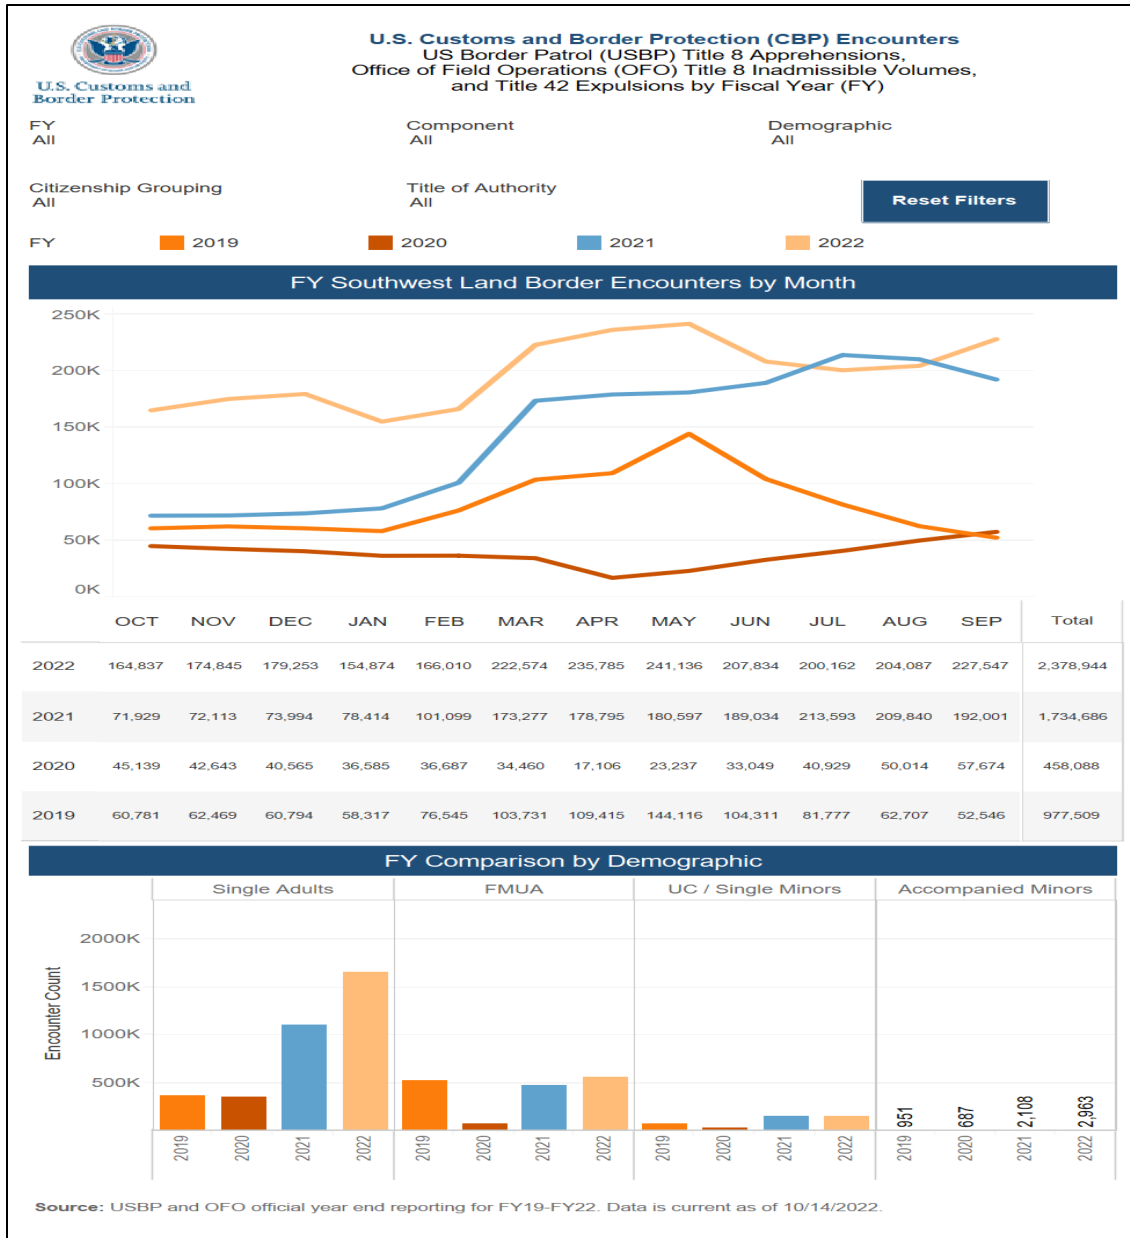 U.S. Customs and
Border Protection
U.S. Customs and Border Protection (CBP) Encounters
US Border Patrol (USBP) Title 8 Apprehensions,
Office of Field Operations (OFO) Title 8 Inadmissible Volumes,
and Title 42 Expulsions by Fiscal Year (FY)
FY Component Demographic
All All All
Citizenship Grouping Title of Authority
All All
Reset Filters
FY 2019 2020 2021 2022
FY Southwest Land Border Encounters by Month
250K
200K
150K
100K
50K
0K
OCT NOV DEC JAN FEB MAR APR MAY JUN JUL AUG SEP Total
2022 164,837 174,845 179,253 154,874 166,010 222,574 235,785 241,136 207,834 200,162 204,087 227,547 2,378,944
2021 71,929 72,113 73,994 78,414 101,099 173,277 178,795 180,597 189,034 213,593 209,840 192,001 1,734,686
2020 45,139 42,643 40,565 36,585 36,687 34,460 17,106 23,237 33,049 40,929 50,014 57,674 458,088
2019 60,781 62,469 60,794 58,317 76,545 103,731 109,415 144,116 104,311 81,777 62,707 52,546 977,509
FY Comparison by Demographic
Single Adults FMUA UC / Single Minors Accompanied Minors
Encounter Count
2000K
1500K
1000K
500K
951 687 2,108 2,963
2019 2020 2021 2022 2019 2020 2021 2022 2019 2020 2021 2022 2019 2020 2021 2022
Source: USBP and OFO official year end reporting for FY19-FY22. Data is current as of 10/14/2022.